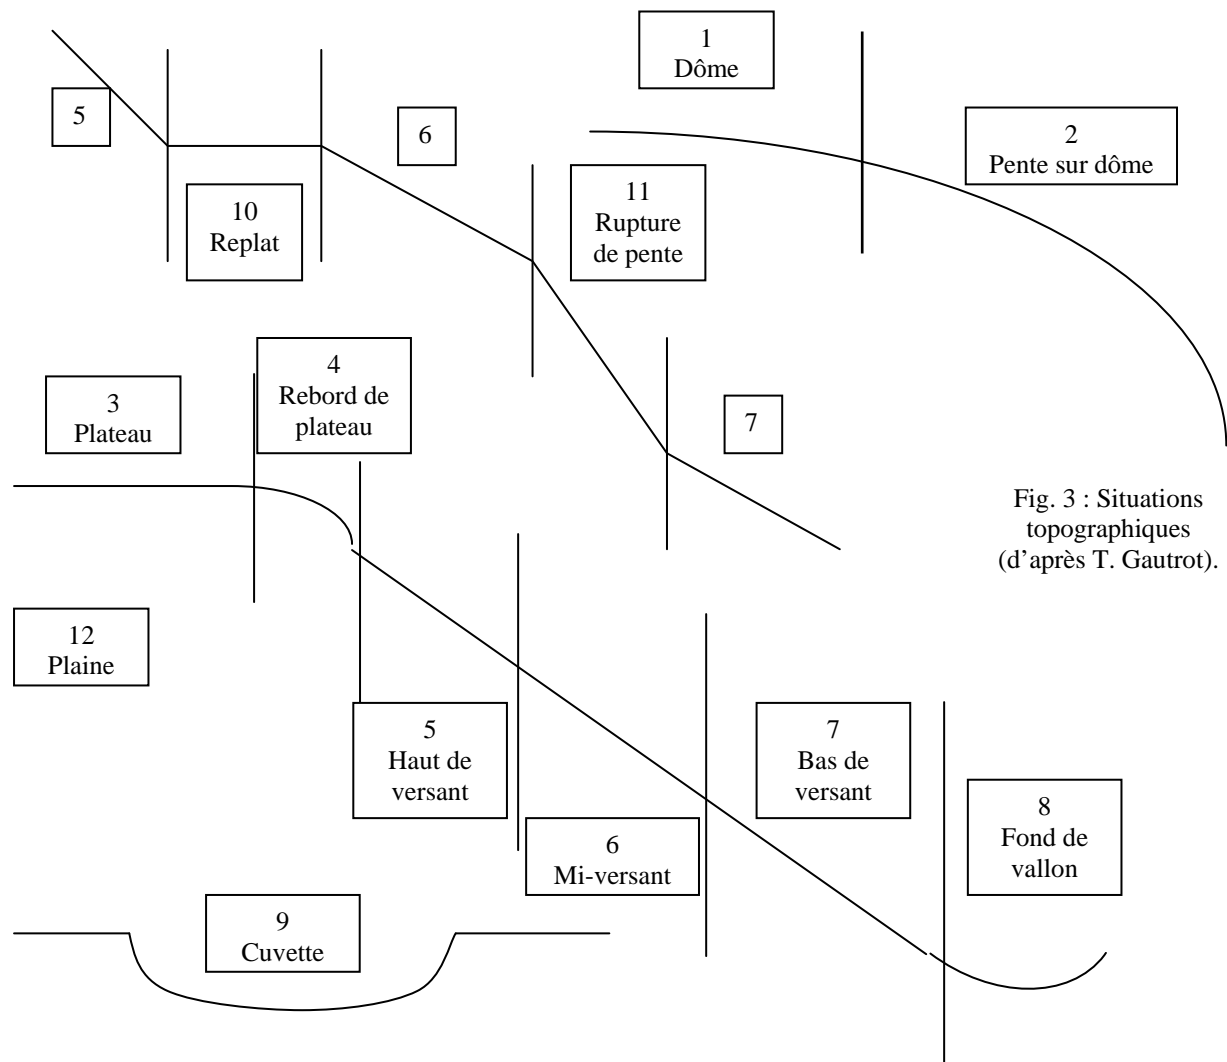 1
Dôme
5
6
2
Pente sur dôme
10
Replat
11
Rupture
de pente
3
Plateau
4
Rebord de
plateau
7
Fig. 3 : Situations
topographiques
(d'après T. Gautrot).
12
Plaine
5
Haut de
versant
7
Bas de
versant
6
Mi-versant
8
Fond de
vallon
9
Cuvette